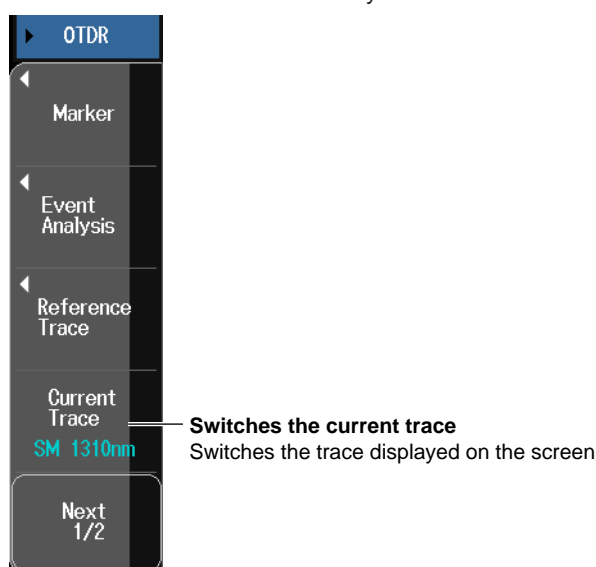 OTDR
Marker
Event
Analysis
Reference
Trace
Current
Trace
SM 1310nm
Switches the current trace
Switches the trace displayed on the screen
Next
1/2